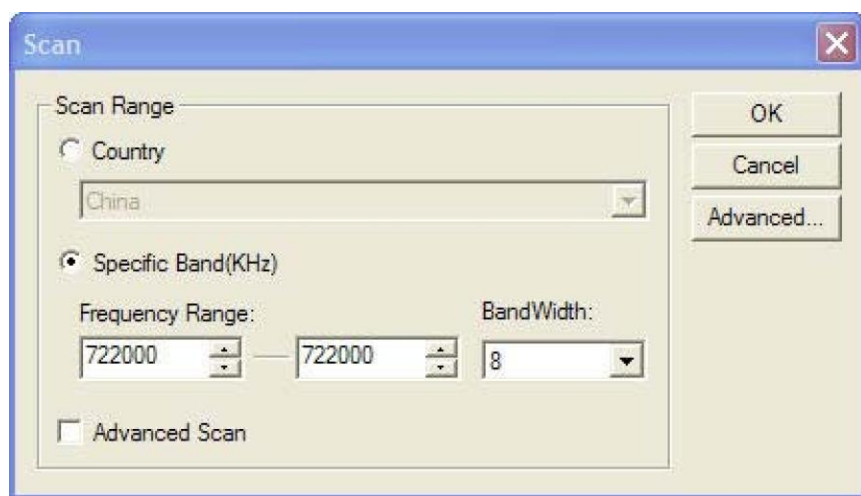 Scan
Scan Range
Country
China
Specific Band(KHz)
Frequency Range:
BandWidth:
722000
722000
8
Advanced Scan
OK
Cancel
Advanced...